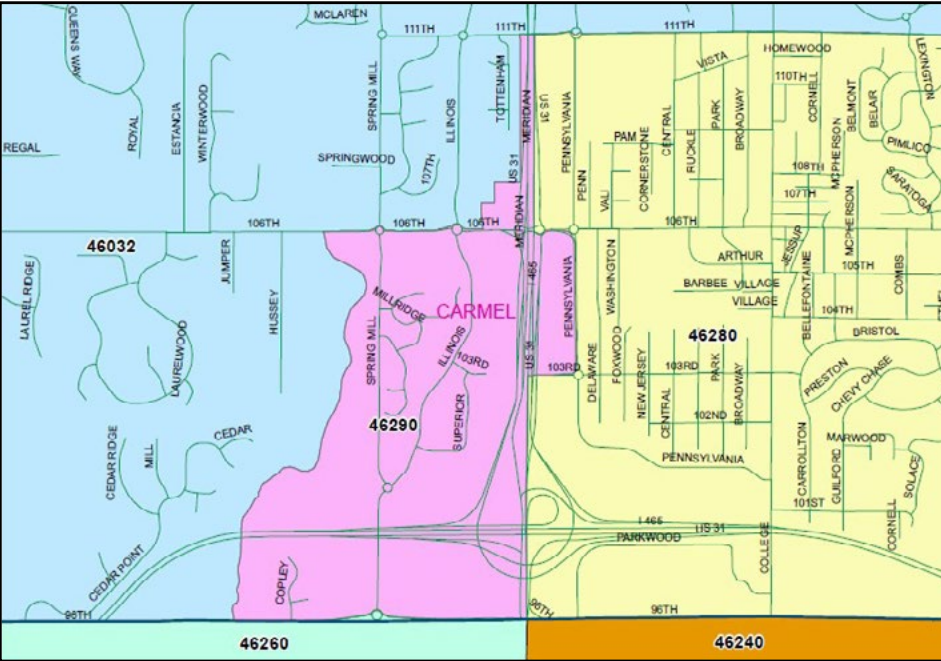 MCLAREN
111TH
111TH
111TH
QUEENS WAY
ROYAL
ESTANCIA
WINTERWOOD
SPRING MILL
ILLINOIS
TOTTENHAM
MERIDIAN
US 31
PENNSYLVANIA
VISTA
HOMEWOOD
110TH
CORNELL
BELMONT
BELAIR
LEXINGTON
PIMLICO
SARATOGA
REGAL
SPRINGWOOD
107TH
US 31
PENN
VALI
PAM
CORNERSTONE
CENTRAL
RUCKLE
PARK
BROADWAY
108TH
107TH
MCPHERSON
MCPHERSON
106TH
106TH
106TH
MERIDIAN
106TH
46032
JUMPER
HUSSEY
LAUREL RIDGE
LAURELWOOD
MILLRIDGE
CARMEL
ILLINOIS
SPRING MILL
103RD
SUPERIOR
46290
US 31
I 465
PENNSYLVANIA
103RD
DELAWARE
WASHINGTON
FOXWOOD
ARTHUR
BARBEE
VILLAGE
VILLAGE
JESSUP
BELLEFONTAINE
105TH
COMBS
104TH
BRISTOL
46280
NEW JERSEY
CENTRAL
103RD
PARK
BROADWAY
102ND
PRESTON
CHEVY CHASE
CEDAR RIDGE
MILL
CEDAR
PENNSYLVANIA
CARROLLTON
GUILFORD
MARWOOD
SOLACE
101ST
CORNELL
I 465
US 31
PARKWOOD
COLLEGE
CEDAR POINT
COPLEY
96TH
96TH
96TH
46260
46240